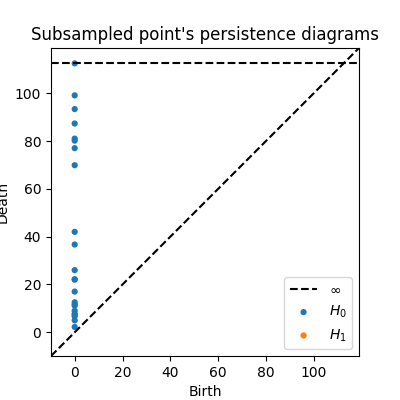 Subsampled point's persistence diagrams
100
80
60
40
20
0
Death
0 20 40 60 80 100
Birth
∞
H₀
H₁